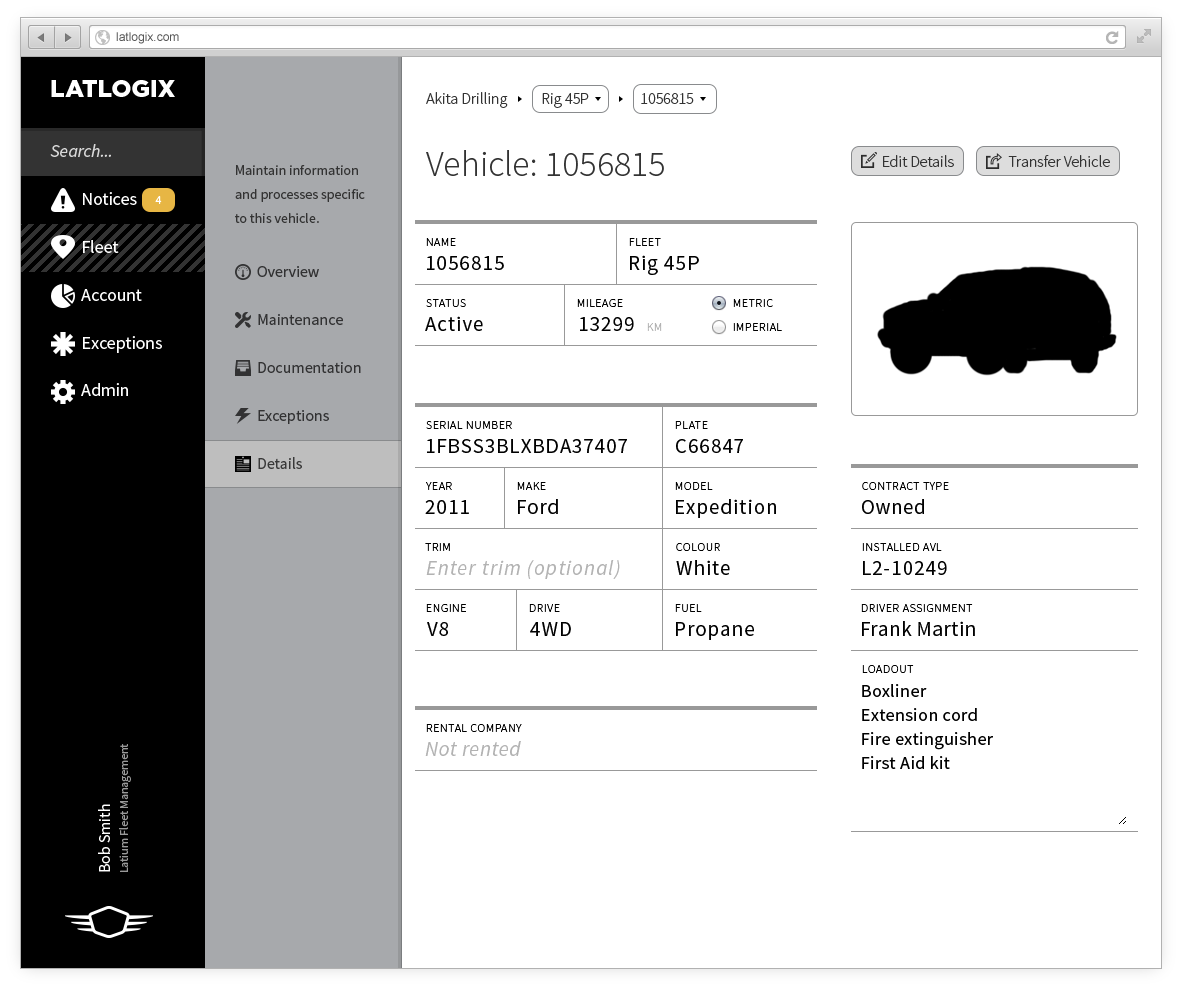 latlogix.com
LATLOGIX
Search...
Notices 4
Fleet
Account
Exceptions
Admin
Bob Smith
Latium Fleet Management
Maintain information
and processes specific
to this vehicle.
Overview
Maintenance
Documentation
Exceptions
Details
Akita Drilling Rig 45P 1056815
Vehicle: 1056815
Edit Details Transfer Vehicle
NAME
1056815
FLEET
Rig 45P
STATUS
Active
MILEAGE
13299 KM
METRIC
IMPERIAL
SERIAL NUMBER
1FBSS3BLXBDA37407
PLATE
C66847
YEAR
2011
MAKE
Ford
MODEL
Expedition
TRIM
Enter trim (optional)
COLOUR
White
ENGINE
V8
DRIVE
4WD
FUEL
Propane
RENTAL COMPANY
Not rented
CONTRACT TYPE
Owned
INSTALLED AVL
L2-10249
DRIVER ASSIGNMENT
Frank Martin
LOADOUT
Boxliner
Extension cord
Fire extinguisher
First Aid kit